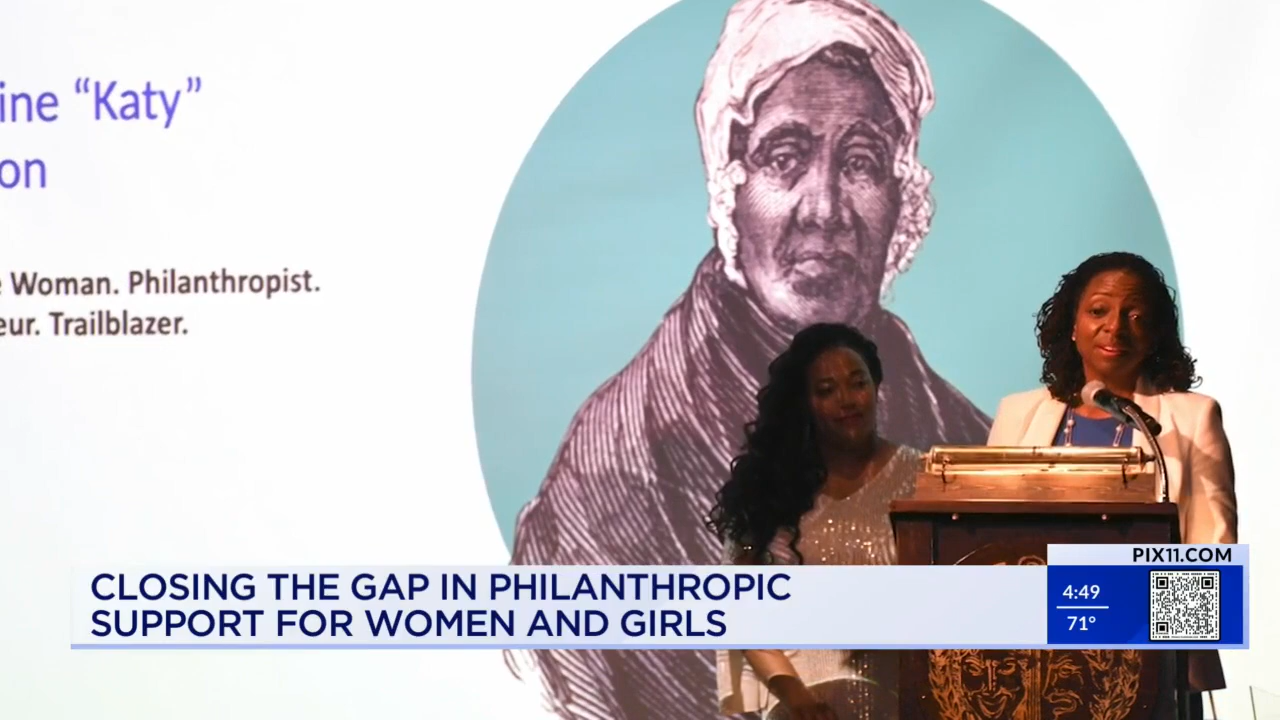 ine “Katy”
on
Woman. Philanthropist.
eur. Trailblazer.
PIX11.COM
CLOSING THE GAP IN PHILANTHROPIC
SUPPORT FOR WOMEN AND GIRLS
4:49
71°